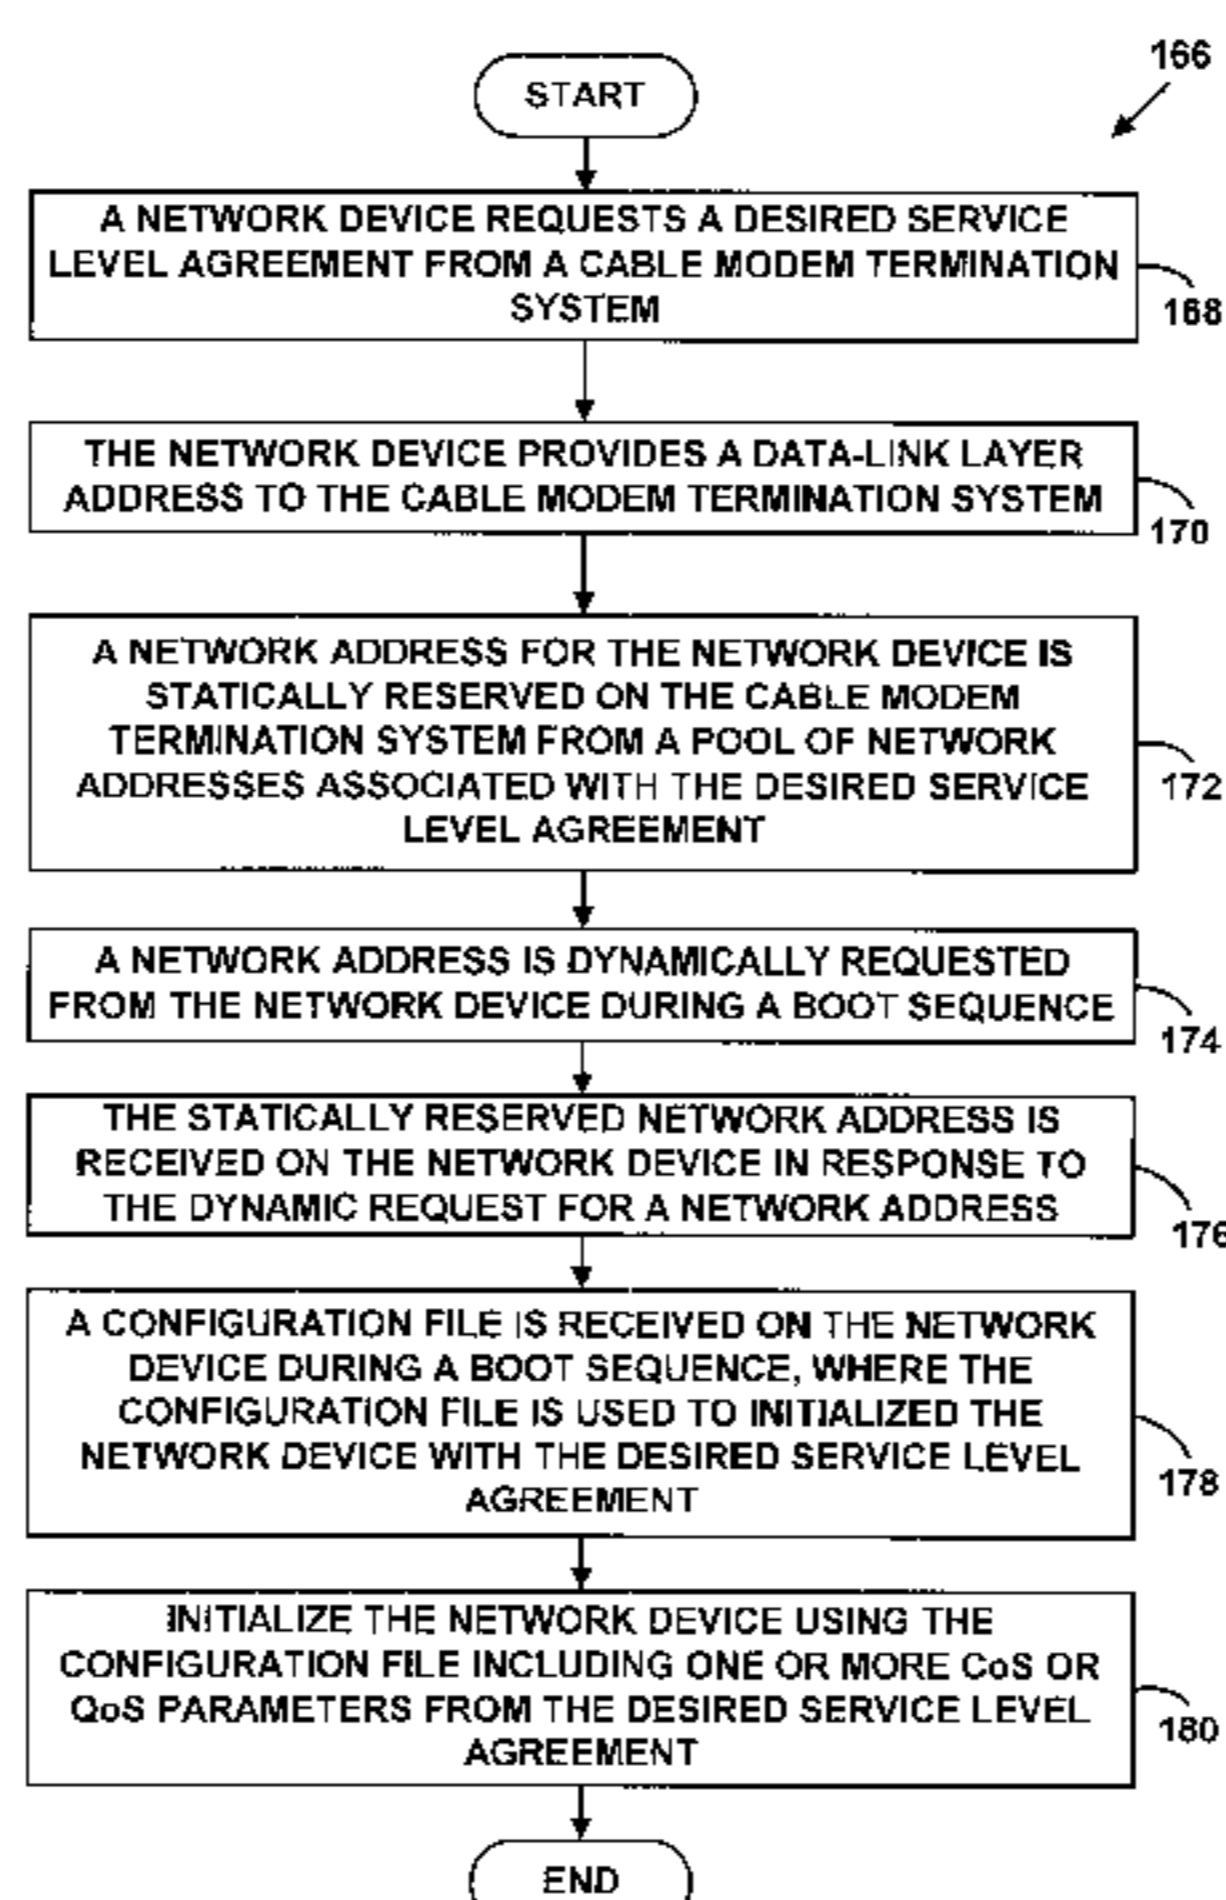 166
START
A NETWORK DEVICE REQUESTS A DESIRED SERVICE
LEVEL AGREEMENT FROM A CABLE MODEM TERMINATION
SYSTEM
168
THE NETWORK DEVICE PROVIDES A DATA-LINK LAYER
ADDRESS TO THE CABLE MODEM TERMINATION SYSTEM
170
A NETWORK ADDRESS FOR THE NETWORK DEVICE IS
STATICALLY RESERVED ON THE CABLE MODEM
TERMINATION SYSTEM FROM A POOL OF NETWORK
ADDRESSES ASSOCIATED WITH THE DESIRED SERVICE
LEVEL AGREEMENT
172
A NETWORK ADDRESS IS DYNAMICALLY REQUESTED
FROM THE NETWORK DEVICE DURING A BOOT SEQUENCE
174
THE STATICALLY RESERVED NETWORK ADDRESS IS
RECEIVED ON THE NETWORK DEVICE IN RESPONSE TO
THE DYNAMIC REQUEST FOR A NETWORK ADDRESS
176
A CONFIGURATION FILE IS RECEIVED ON THE NETWORK
DEVICE DURING A BOOT SEQUENCE, WHERE THE
CONFIGURATION FILE IS USED TO INITIALIZED THE
NETWORK DEVICE WITH THE DESIRED SERVICE LEVEL
AGREEMENT
178
INITIALIZE THE NETWORK DEVICE USING THE
CONFIGURATION FILE INCLUDING ONE OR MORE CoS OR
QoS PARAMETERS FROM THE DESIRED SERVICE LEVEL
AGREEMENT
180
END